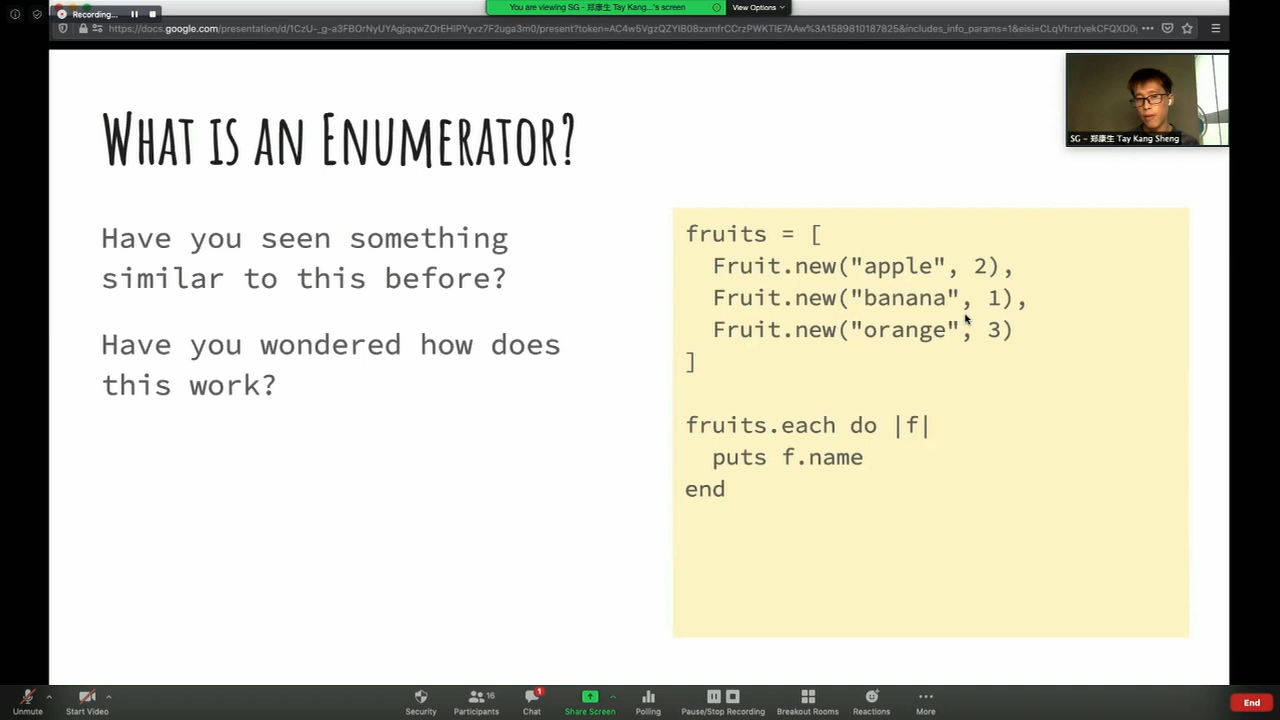 Recording...
You are viewing SG - 郑康生 Tay Kang...'s screen
View Options
WHAT IS AN ENUMERATOR?
SG - 郑康生 Tay Kang Sheng
Have you seen something
similar to this before?
Have you wondered how does
this work?
fruits = [
Fruit.new("apple", 2),
Fruit.new("banana", 1),
Fruit.new("orange", 3)
]
fruits.each do |f|
puts f.name
end
Unmute
Start Video
Security
16
Participants
1
Chat
Share Screen
Polling
Pause/Stop Recording
Breakout Rooms
Reactions
More
End